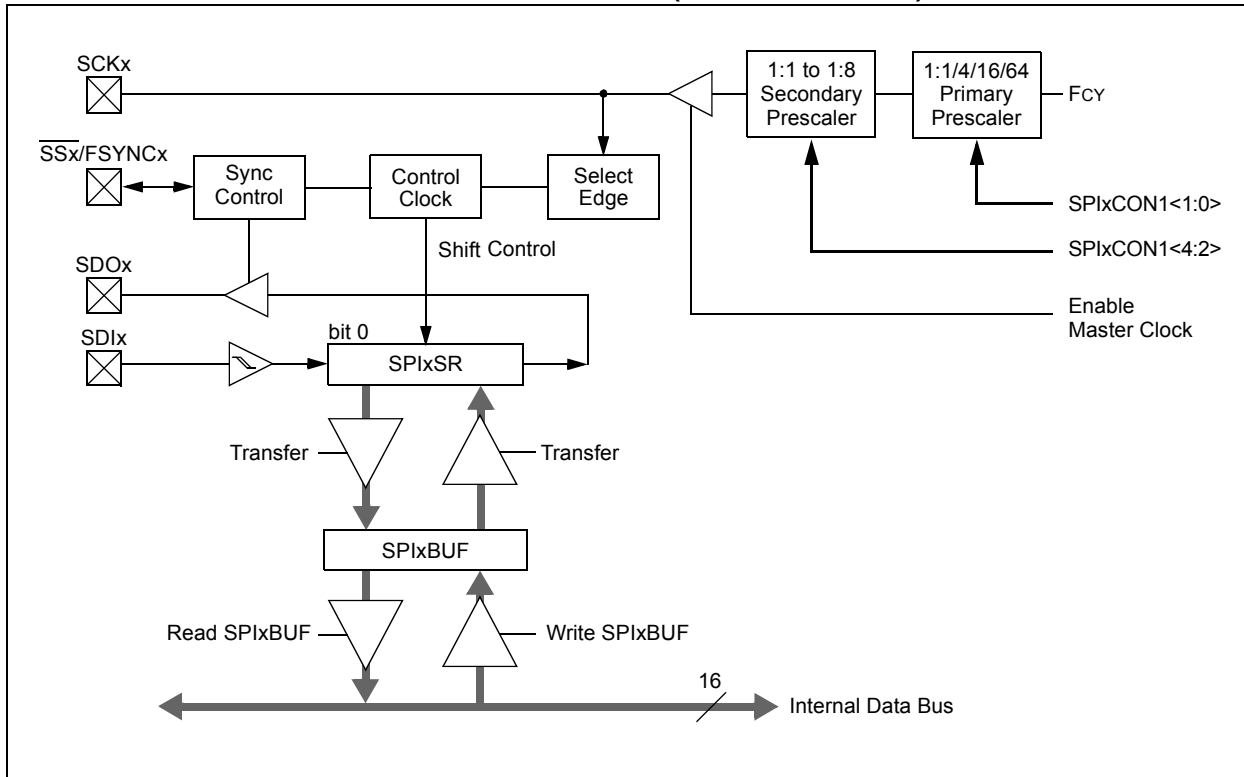 SCKx
1:1 to 1:8
Secondary
Prescaler
1:1/4/16/64
Primary
Prescaler
FCY
SSx/FSYNCx
Sync
Control
Control
Clock
Select
Edge
SPIxCON1<1:0>
Shift Control
SPIxCON1<4:2>
SDOx
Enable
Master Clock
SDIx
bit 0
SPIxSR
Transfer
Transfer
SPIxBUF
Read SPIxBUF
Write SPIxBUF
16
Internal Data Bus